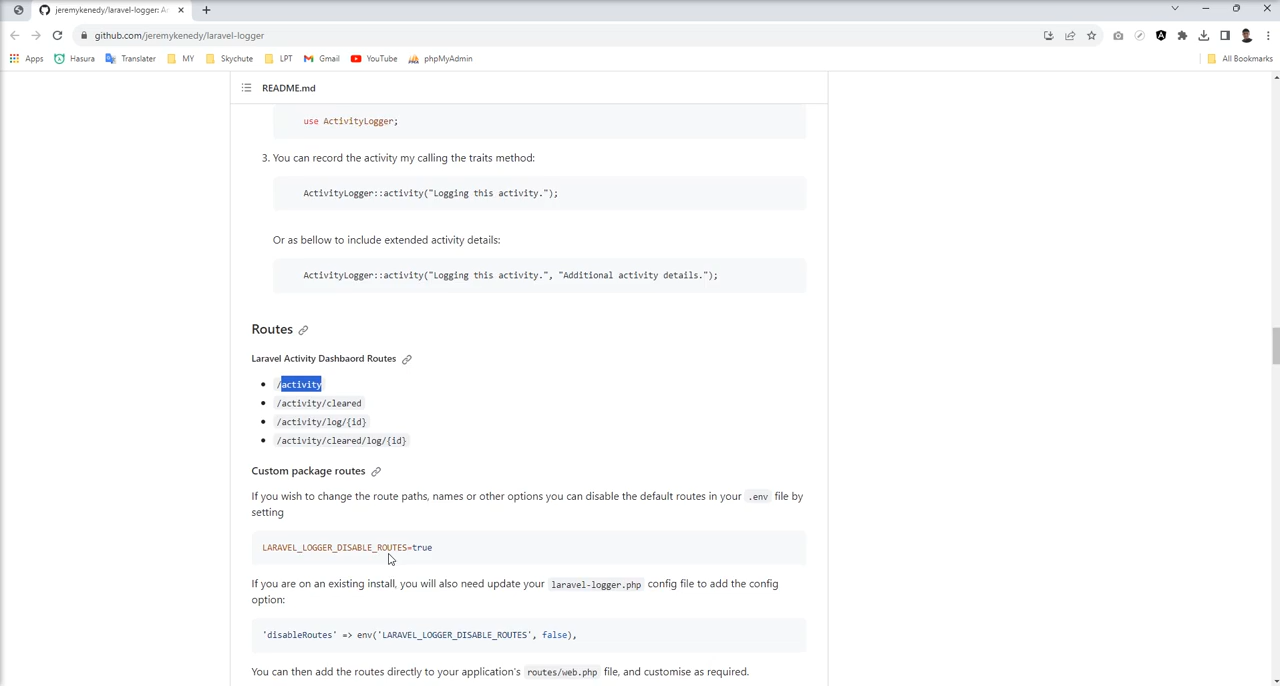 jeremykenedy/laravel-logger: A
github.com/jeremykenedy/laravel-logger
Apps Hasura Translater MY Skychute LPT Gmail YouTube phpMyAdmin All Bookmarks
README.md
use ActivityLogger;
3. You can record the activity my calling the traits method:
ActivityLogger::activity("Logging this activity.");
Or as bellow to include extended activity details:
ActivityLogger::activity("Logging this activity.", "Additional activity details.");
Routes
Laravel Activity Dashbaord Routes
/activity
/activity/cleared
/activity/log/{id}
/activity/cleared/log/{id}
Custom package routes
If you wish to change the route paths, names or other options you can disable the default routes in your .env file by
setting
LARAVEL_LOGGER_DISABLE_ROUTES=true
If you are on an existing install, you will also need update your laravel-logger.php config file to add the config
option:
'disableRoutes' => env('LARAVEL_LOGGER_DISABLE_ROUTES', false),
You can then add the routes directly to your application's routes/web.php file, and customise as required.